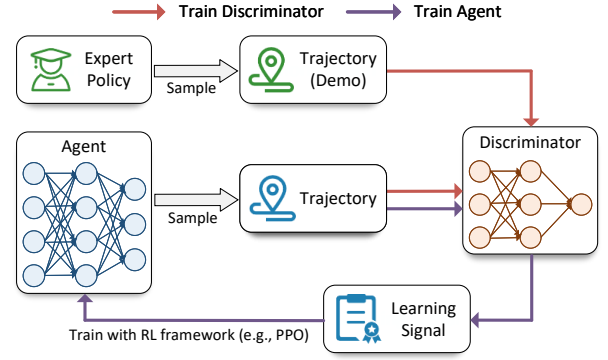 Train Discriminator
Train Agent
Expert
Policy
Sample
Trajectory
(Demo)
Agent
Sample
Trajectory
Discriminator
Learning
Signal
Train with RL framework (e.g., PPO)